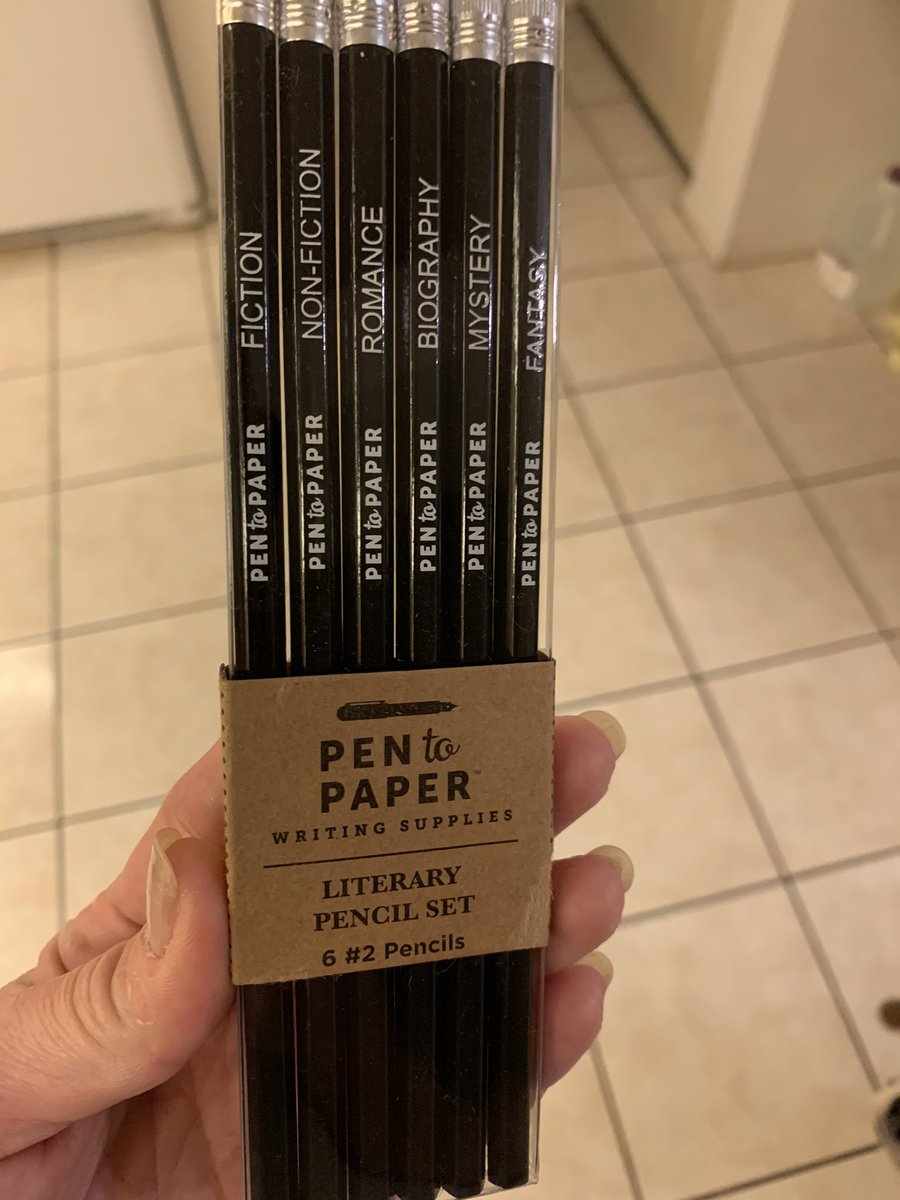 FICTION
PEN to PAPER
NON-FICTION
PEN to PAPER
ROMANCE
PEN to PAPER
BIOGRAPHY
PEN to PAPER
MYSTERY
PEN to PAPER
FANTASY
PEN to PAPER
PEN to
PAPER™
WRITING SUPPLIES
LITERARY
PENCIL SET
6 #2 Pencils